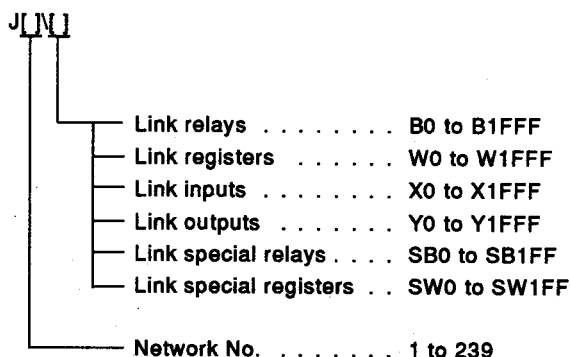 J[ ]\[ ]
Link relays . . . . . . . . B0 to B1FFF
Link registers . . . . . . . W0 to W1FFF
Link inputs . . . . . . . . X0 to X1FFF
Link outputs . . . . . . . Y0 to Y1FFF
Link special relays . . . . SB0 to SB1FF
Link special registers . . SW0 to SW1FF
Network No. . . . . . . . . 1 to 239